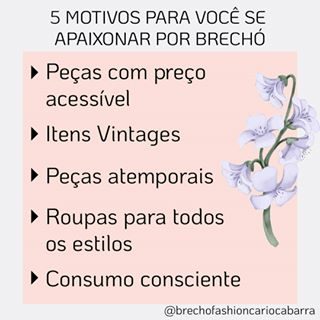 5 MOTIVOS PARA VOCÊ SE
APAIXONAR POR BRECHÓ
Peças com preço
acessível
Itens Vintages
Peças atemporais
Roupas para todos
os estilos
Consumo consciente
@brechofashioncariocabarra